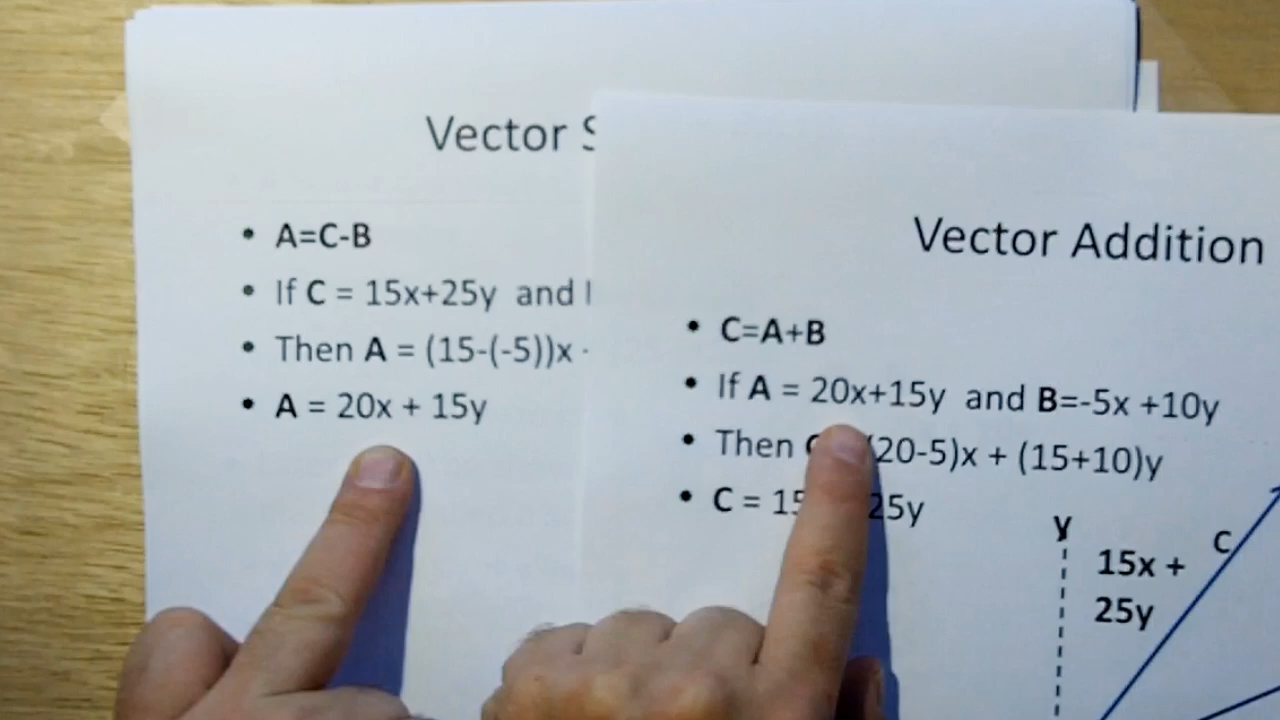 Vector
A=C-B
If C = 15x+25y and
Then A = (15-(-5))x
A = 20x + 15y
Vector Addition
C=A+B
If A = 20x+15y and B=-5x +10y
Then (20-5)x + (15+10)y
C = 15 25y
y
C
15x +
25y